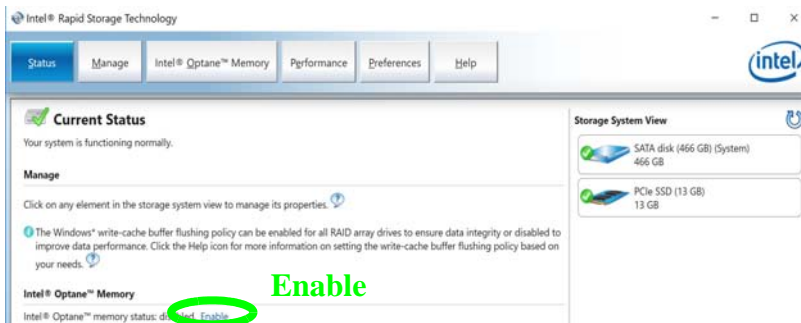 Intel® Rapid Storage Technology
Status
Manage
Intel® Optane™ Memory
Performance
Preferences
Help
intel
Current Status
Your system is functioning normally.
Manage
Click on any element in the storage system view to manage its properties.
The Windows* write-cache buffer flushing policy can be enabled for all RAID array drives to ensure data integrity or disabled to
improve data performance. Click the Help icon for more information on setting the write-cache buffer flushing policy based on
your needs.
Enable
Intel® Optane™ Memory
Intel® Optane™ memory status: disabled. Enable
Storage System View
SATA disk (466 GB) (System)
466 GB
PCIe SSD (13 GB)
13 GB